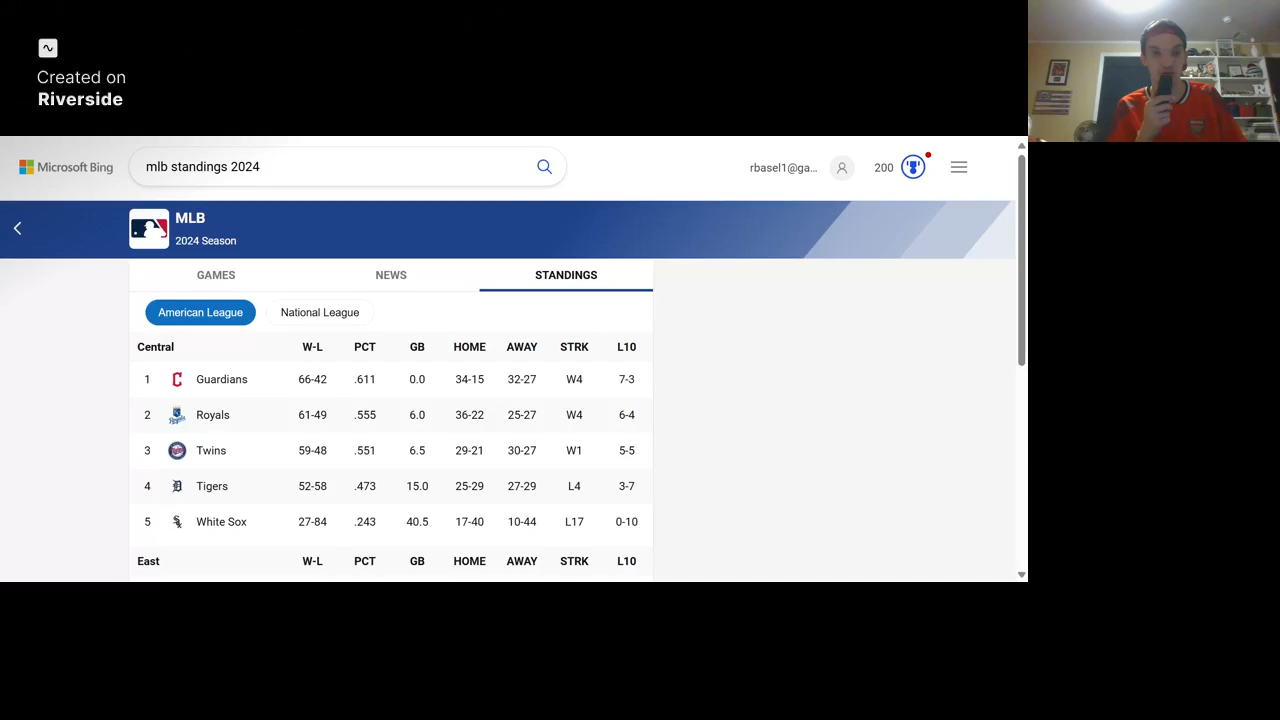 Created on
Riverside
Microsoft Bing
mlb standings 2024
rbasel1@ga...
200
MLB
2024 Season
GAMES NEWS STANDINGS
American League National League
Central W-L PCT GB HOME AWAY STRK L10
1 Guardians 66-42 .611 0.0 34-15 32-27 W4 7-3
2 Royals 61-49 .555 6.0 36-22 25-27 W4 6-4
3 Twins 59-48 .551 6.5 29-21 30-27 W1 5-5
4 Tigers 52-58 .473 15.0 25-29 27-29 L4 3-7
5 White Sox 27-84 .243 40.5 17-40 10-44 L17 0-10
East W-L PCT GB HOME AWAY STRK L10